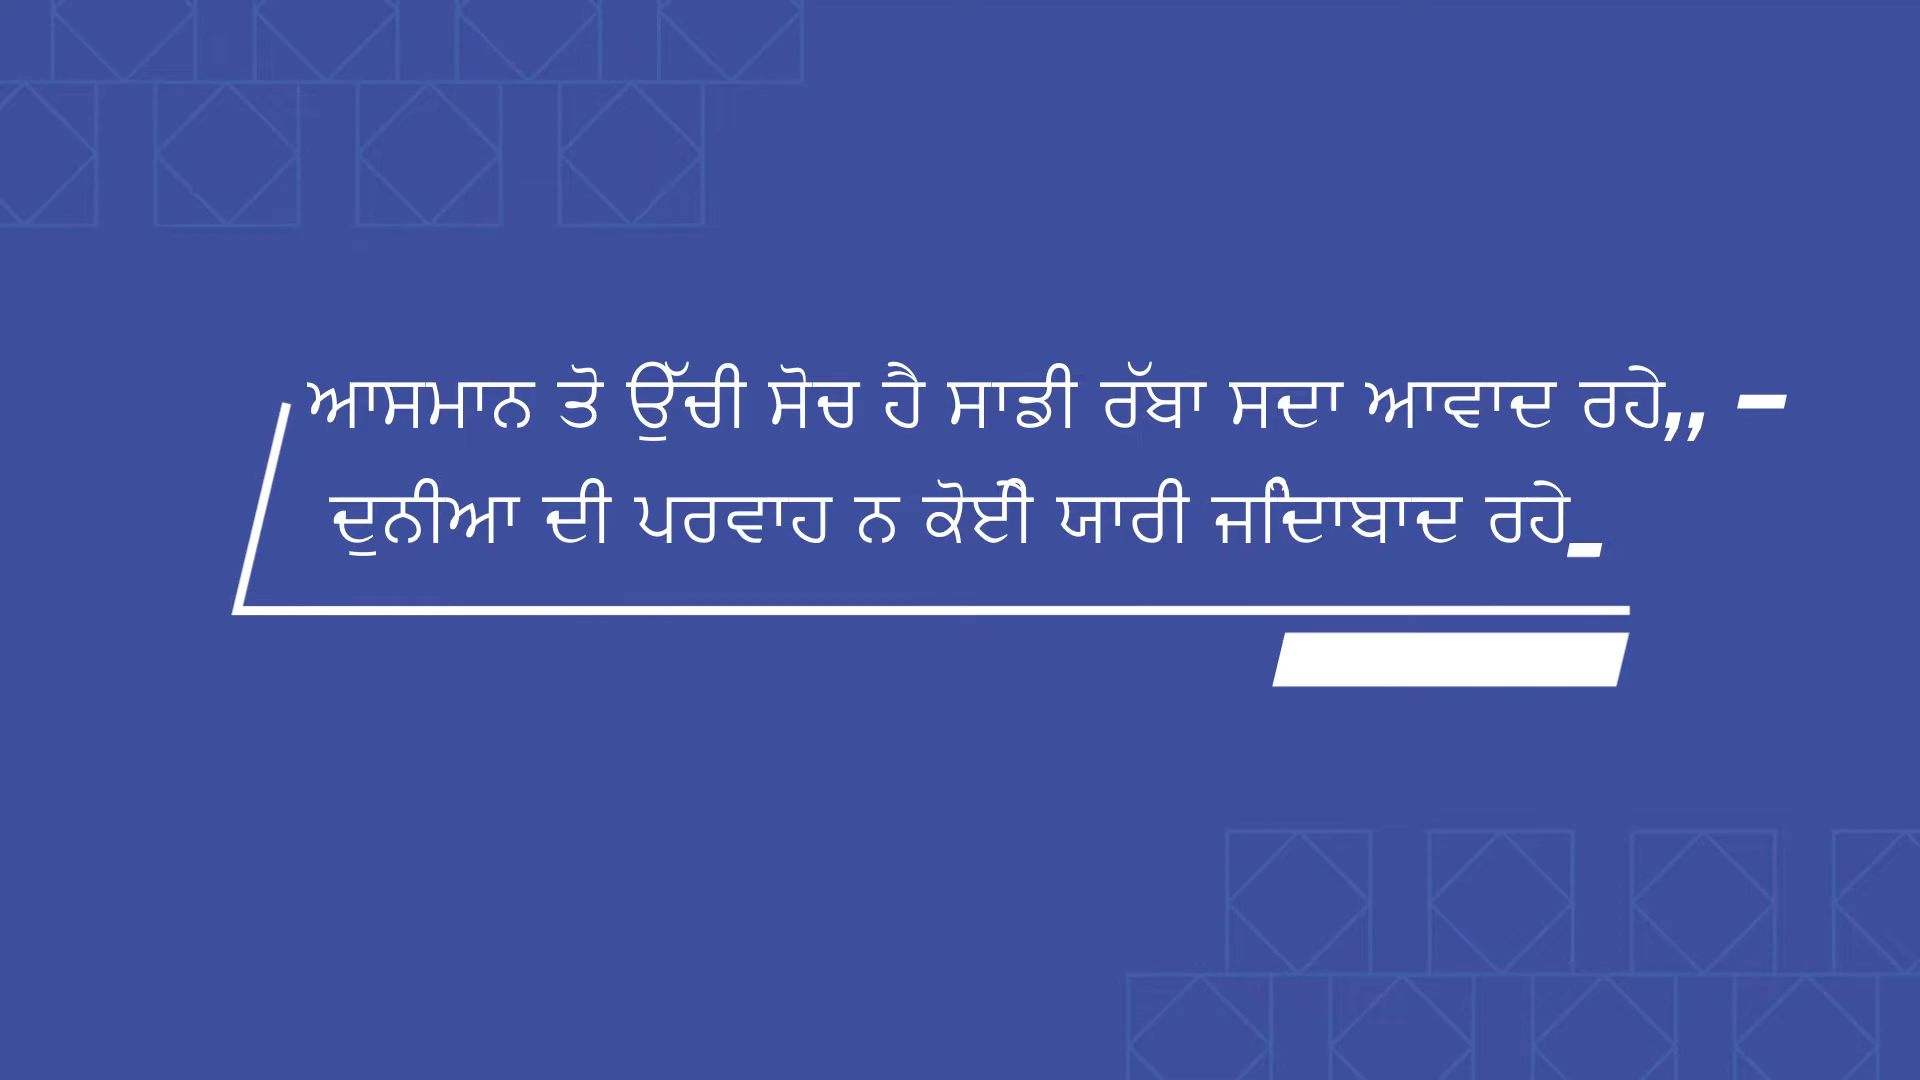 ਆਸਮਾਨ ਤੋ ਉੱਚੀ ਸੋਚ ਹੈ ਸਾਡੀ ਰੱਬਾ ਸਦਾ ਆਵਾਦ ਰਹੇ,, -
ਦੁਨੀਆ ਦੀ ਪਰਵਾਹ ਨ ਕੋਈ ਯਾਰੀ ਜਿੰਦਾਬਾਦ ਰਹੇ_